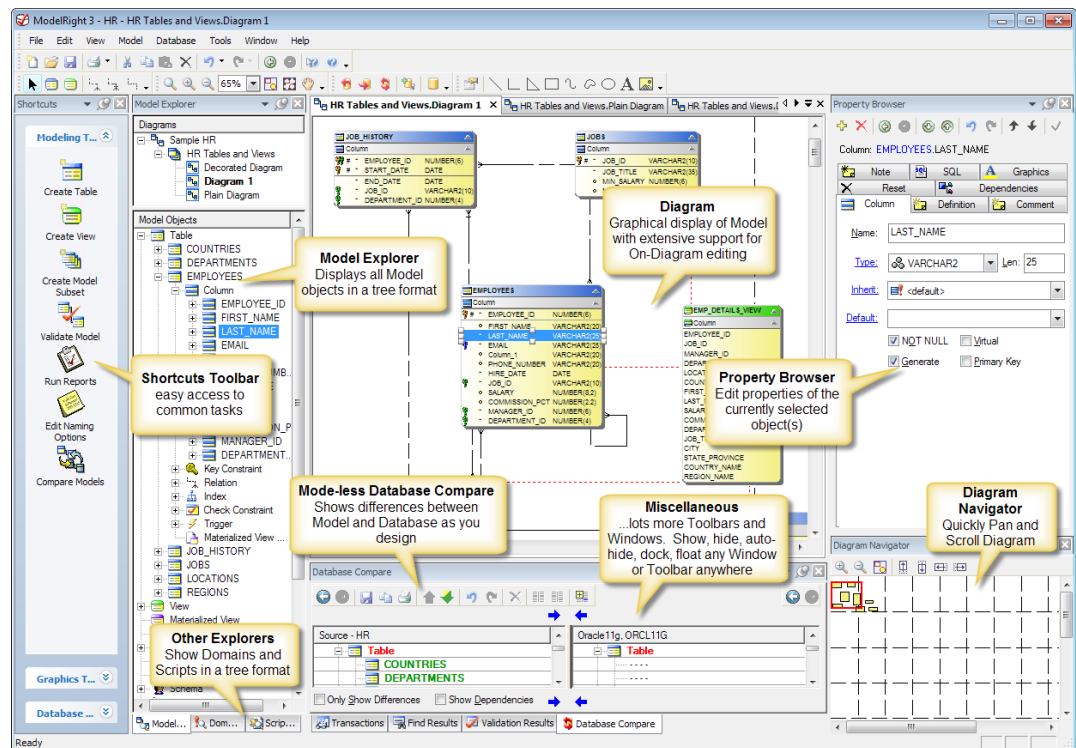 ModelRight 3 - HR - HR Tables and Views.Diagram 1
File Edit View Model Database Tools Window Help
65%
Shortcuts
Modeling T...
Create Table
Create View
Create Model
Subset
Validate Model
Run Reports
Edit Naming
Options
Compare Models
Graphics T...
Database ...
Shortcuts Toolbar
easy access to
common tasks
Model Explorer
Diagrams
Sample HR
HR Tables and Views
Decorated Diagram
Diagram 1
Plain Diagram
Model Objects
Table
COUNTRIES
DEPARTMENTS
EMPLOYEES
Column
EMPLOYEE_ID
FIRST_NAME
LAST_NAME
EMAIL
MANAGER_ID
DEPARTMENT...
Key Constraint
Relation
Index
Check Constraint
Trigger
Materialized View ...
JOB_HISTORY
JOBS
LOCATIONS
REGIONS
View
Materialized View
Schema
Model... Dom... Scrip...
Model Explorer
Displays all Model
objects in a tree format
Other Explorers
Show Domains and
Scripts in a tree format
HR Tables and Views.Diagram 1 HR Tables and Views.Plain Diagram HR Tables and Views.
JOB_HISTORY
Column
# EMPLOYEE_ID NUMBER(6)
# START_DATE DATE
END_DATE DATE
JOB_ID VARCHAR2(10)
DEPARTMENT_ID NUMBER(4)
JOBS
Column
# JOB_ID VARCHAR2(10)
JOB_TITLE VARCHAR2(35)
MIN_SALARY NUMBER(6)
Diagram
Graphical display of Model
with extensive support for
On-Diagram editing
EMPLOYEES
Column
# EMPLOYEE_ID NUMBER(6)
FIRST_NAME VARCHAR2(20)
LAST_NAME VARCHAR2(25)
EMAIL VARCHAR2(25)
Column_1 VARCHAR2(20)
PHONE_NUMBER VARCHAR2(20)
HIRE_DATE DATE
JOB_ID VARCHAR2(10)
SALARY NUMBER(8,2)
COMMISSION_PCT NUMBER(2,2)
MANAGER_ID NUMBER(6)
DEPARTMENT_ID NUMBER(4)
EMP_DETAILS_VIEW
Column
EMPLOYEE_ID
JOB_ID
MANAGER_ID
CITY
STATE_PROVINCE
COUNTRY_NAME
REGION_NAME
Mode-less Database Compare
Shows differences between
Model and Database as you
design
Miscellaneous
...lots more Toolbars and
Windows. Show, hide, auto-
hide, dock, float any Window
or Toolbar anywhere
Database Compare
Source - HR
Table
COUNTRIES
DEPARTMENTS
Oracle11g, ORCL11G
Table
----
----
Only Show Differences Show Dependencies
Transactions Find Results Validation Results Database Compare
Property Browser
Column: EMPLOYEES.LAST_NAME
Note SQL Graphics
Reset Dependencies
Column Definition Comment
Name: LAST_NAME
Type: VARCHAR2 Len: 25
Inherit: <default>
Default:
NOT NULL Virtual
Generate Primary Key
Property Browser
Edit properties of the
currently selected
object(s)
Diagram
Navigator
Quickly Pan and
Scroll Diagram
Diagram Navigator
Ready